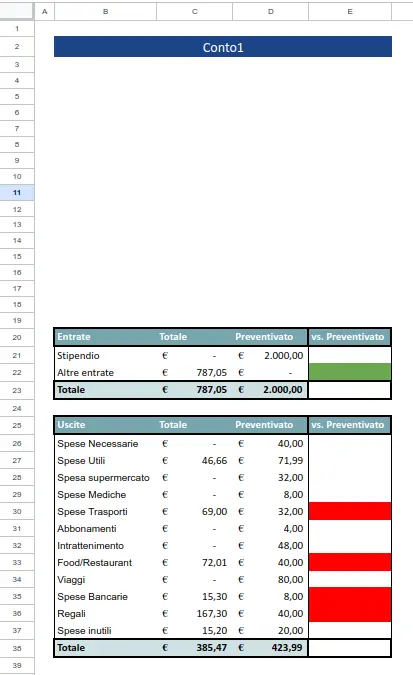 A B C D E
1
2 Conto1
3
4
5
6
7
8
9
10
11
12
13
14
15
16
17
18
19
20 Entrate Totale Preventivato vs. Preventivato
21 Stipendio € - € 2.000,00
22 Altre entrate € 787,05 € -
23 Totale € 787,05 € 2.000,00
24
25 Uscite Totale Preventivato vs. Preventivato
26 Spese Necessarie € - € 40,00
27 Spese Utili € 46,66 € 71,99
28 Spesa supermercato € - € 32,00
29 Spese Mediche € - € 8,00
30 Spese Trasporti € 69,00 € 32,00
31 Abbonamenti € - € 4,00
32 Intrattenimento € - € 48,00
33 Food/Restaurant € 72,01 € 40,00
34 Viaggi € - € 80,00
35 Spese Bancarie € 15,30 € 8,00
36 Regali € 167,30 € 40,00
37 Spese inutili € 15,20 € 20,00
38 Totale € 385,47 € 423,99
39